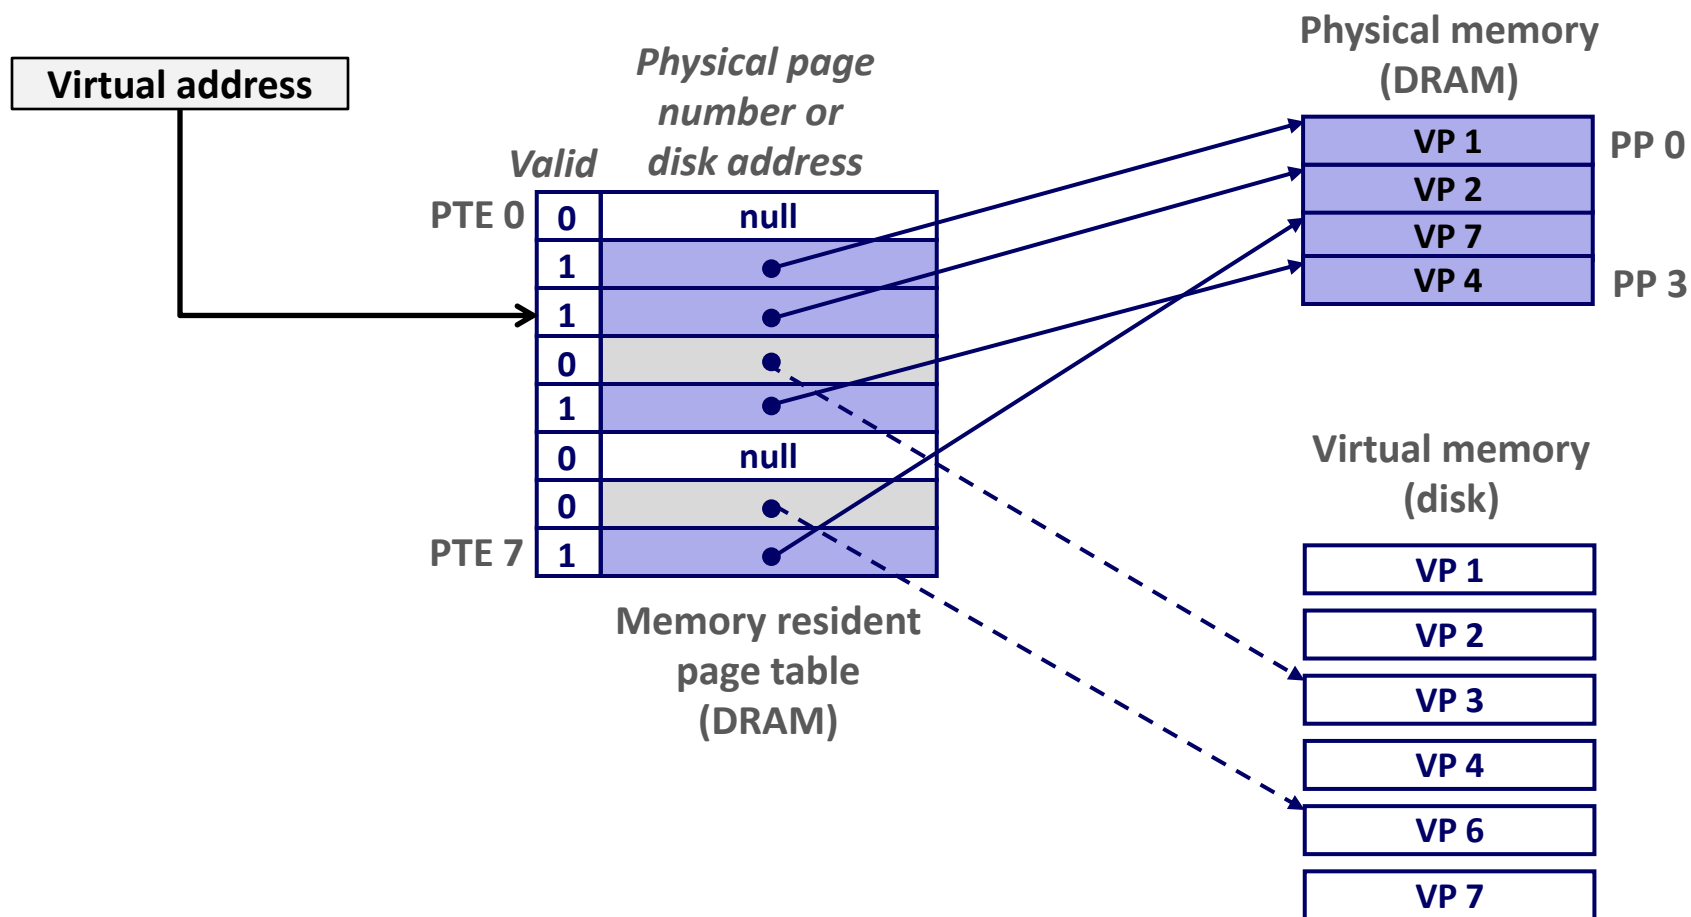 Virtual address
Physical page
number or
disk address
Valid
PTE 0
0
null
1
1
0
1
0
null
0
PTE 7
1
Memory resident
page table
(DRAM)
Physical memory
(DRAM)
VP 1
PP 0
VP 2
VP 7
VP 4
PP 3
Virtual memory
(disk)
VP 1
VP 2
VP 3
VP 4
VP 6
VP 7